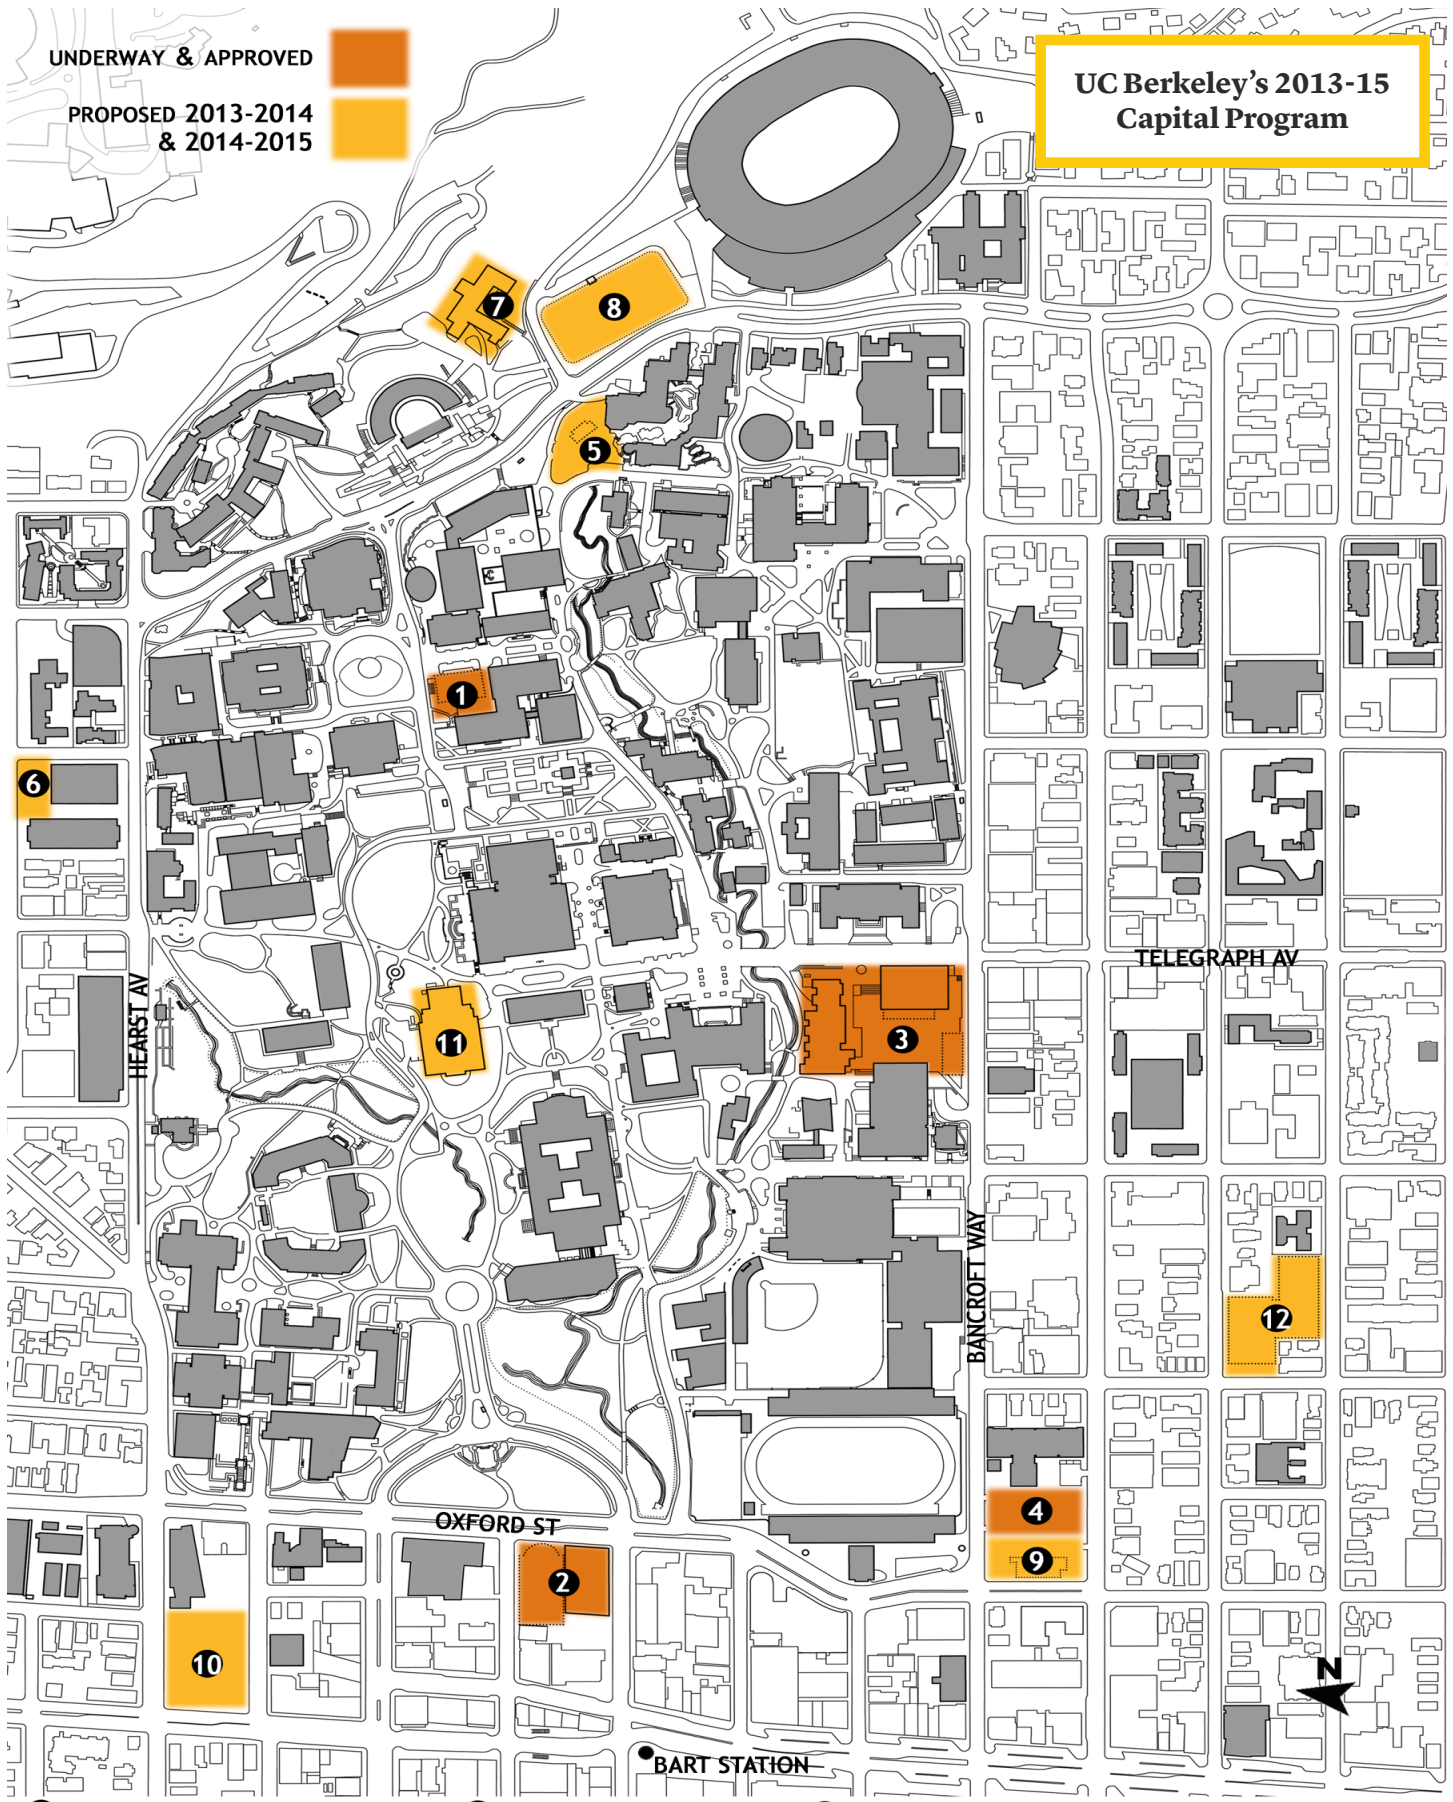 UNDERWAY & APPROVED
PROPOSED 2013-2014
& 2014-2015
UC Berkeley's 2013-15
Capital Program
7
8
5
1
6
3
TELEGRAPH AV
HEARST AV
11
BANCROFT WAY
12
4
9
OXFORD ST
2
10
N
BART STATION